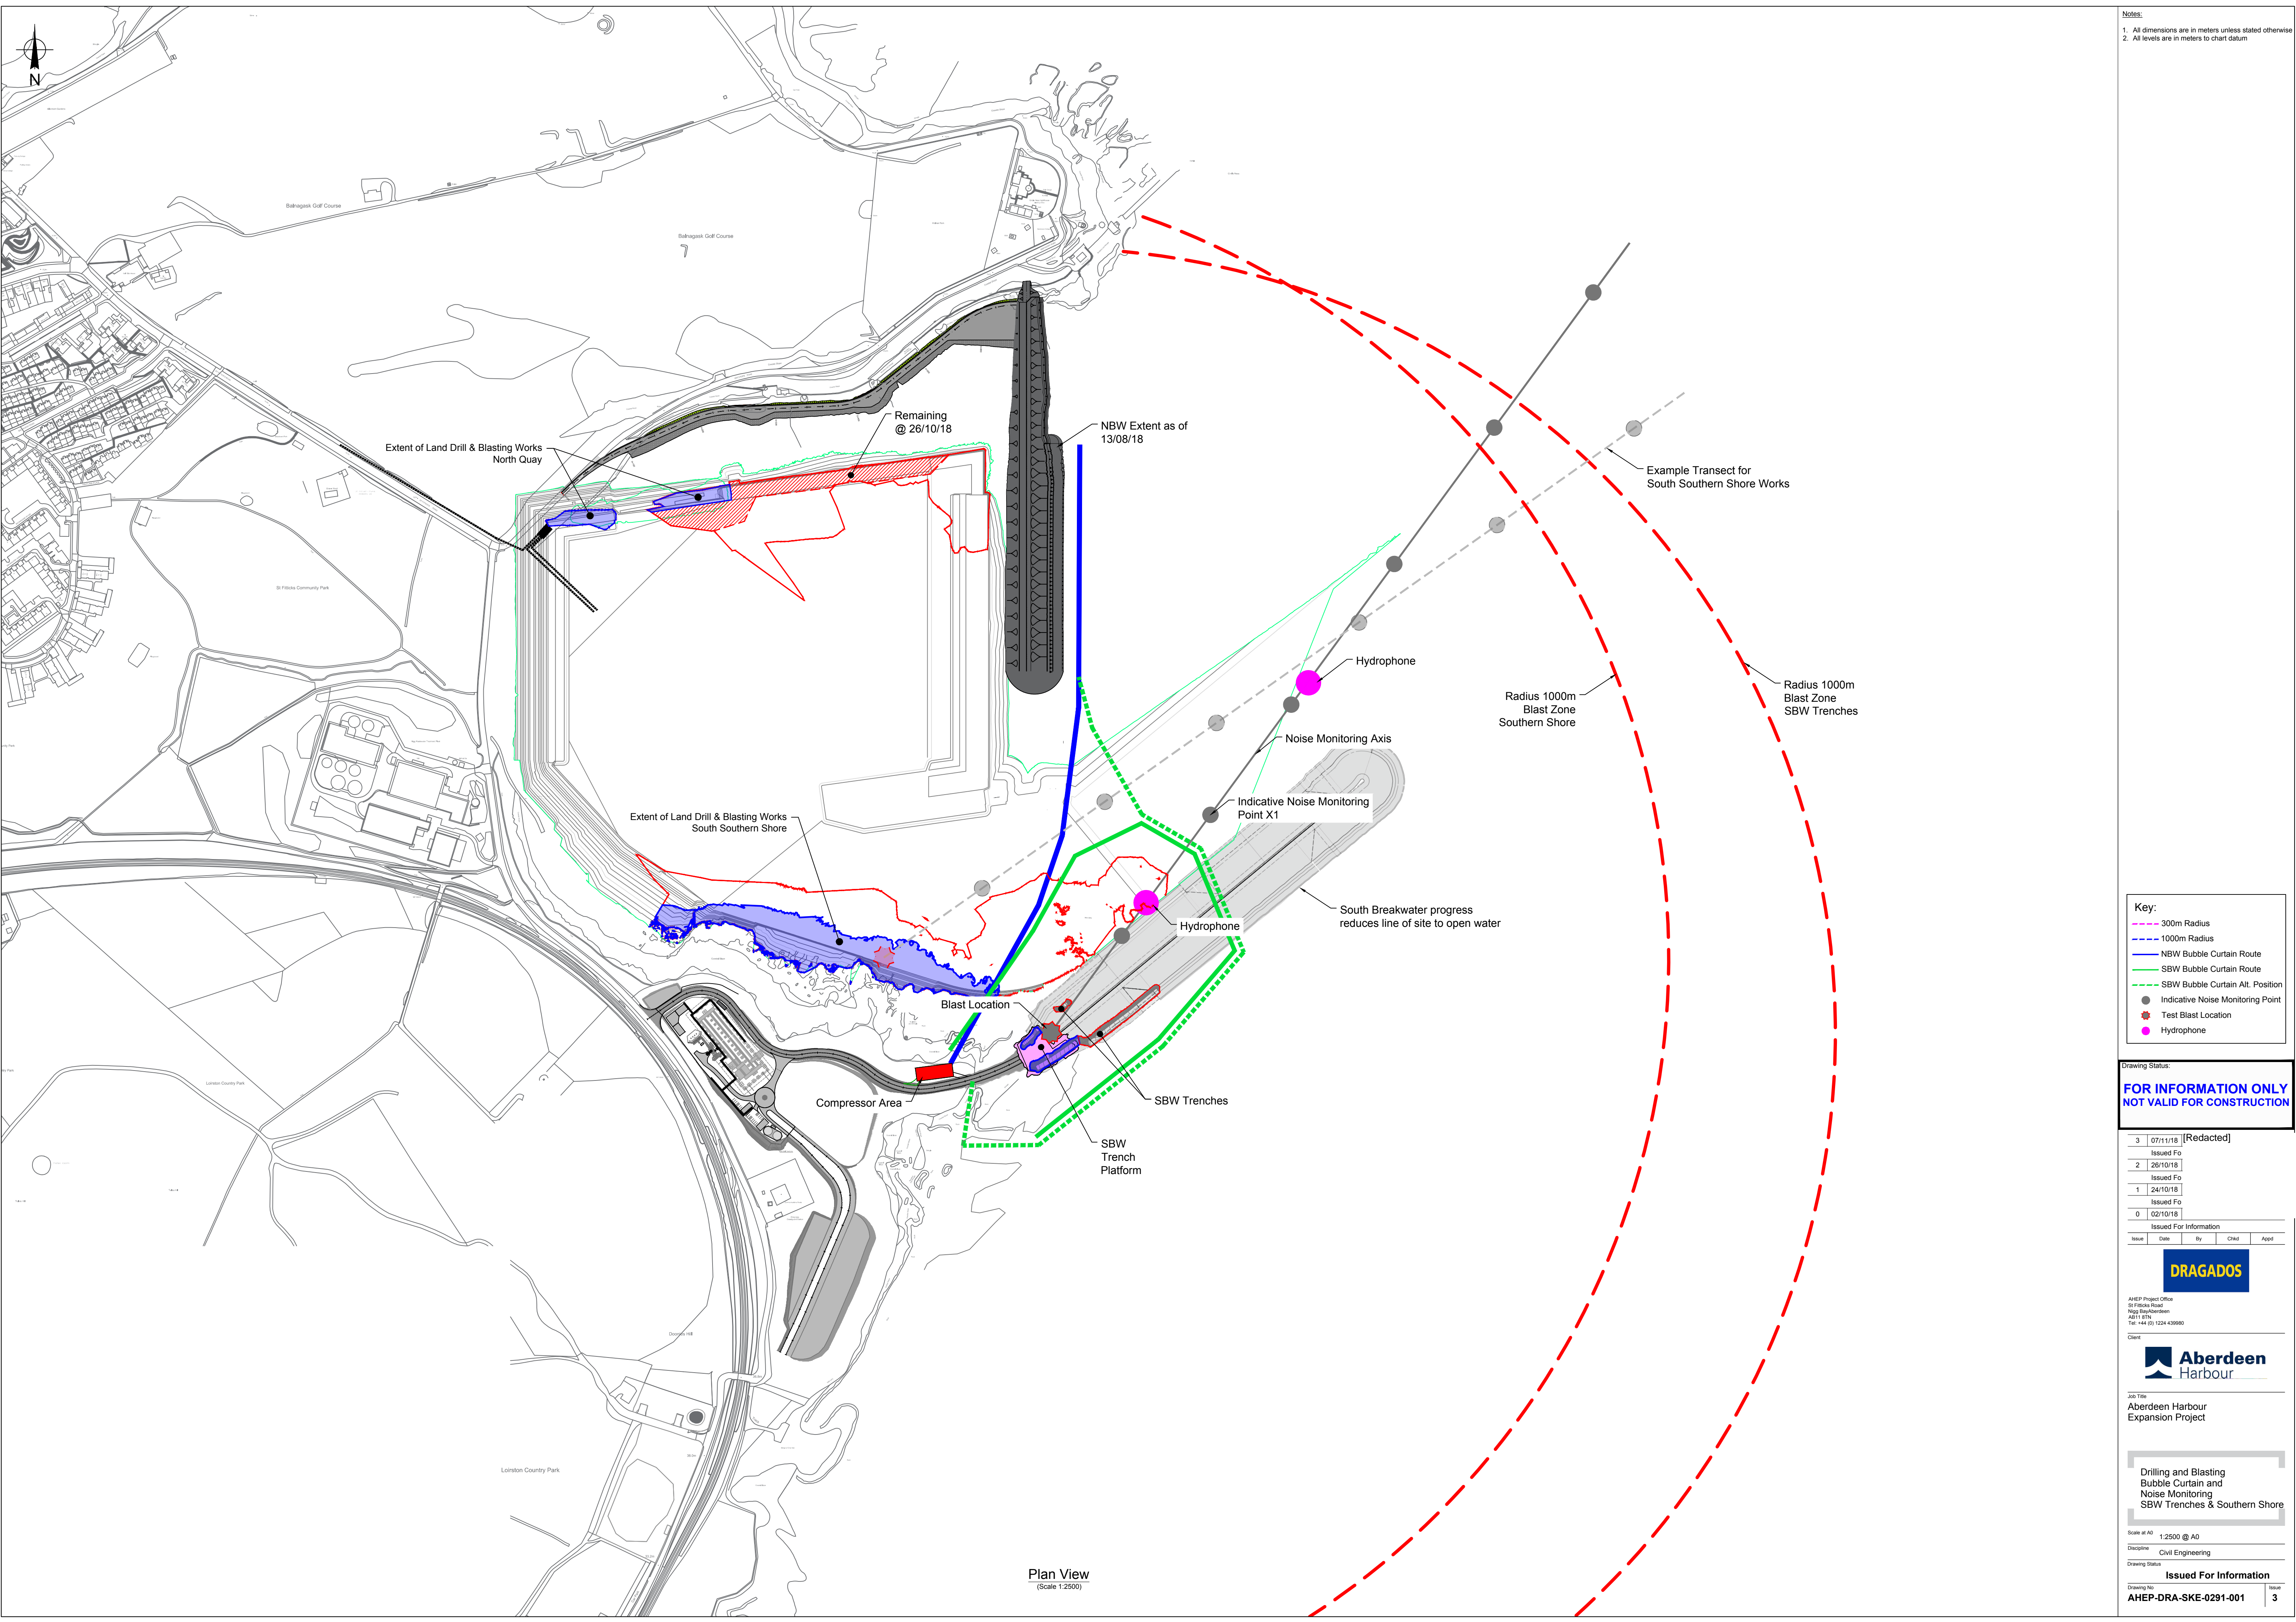 N
Balnagask Golf Course
Balnagask Golf Course
Remaining
@ 26/10/18
NBW Extent as of
13/08/18
Extent of Land Drill & Blasting Works
North Quay
Example Transect for
South Southern Shore Works
St Fitticks Community Park
Hydrophone
Radius 1000m
Blast Zone
Southern Shore
Radius 1000m
Blast Zone
SBW Trenches
Noise Monitoring Axis
Indicative Noise Monitoring
Point X1
Extent of Land Drill & Blasting Works
South Southern Shore
South Breakwater progress
reduces line of site to open water
Hydrophone
Blast Location
Compressor Area
SBW Trenches
SBW
Trench
Platform
Loirston Country Park
Doonies Hill
Loirston Country Park
Plan View
(Scale 1:2500)
Notes:
1. All dimensions are in meters unless stated otherwise
2. All levels are in meters to chart datum
Key:
300m Radius
1000m Radius
NBW Bubble Curtain Route
SBW Bubble Curtain Route
SBW Bubble Curtain Alt. Position
Indicative Noise Monitoring Point
Test Blast Location
Hydrophone
Drawing Status:
FOR INFORMATION ONLY
NOT VALID FOR CONSTRUCTION
3 07/11/18 [Redacted]
Issued Fo
2 26/10/18
Issued Fo
1 24/10/18
Issued Fo
0 02/10/18
Issued For Information
Issue Date By Chkd Appd
DRAGADOS
AHEP Project Office
St Fitticks Road
Nigg BayAberdeen
AB11 8TN
Tel: +44 (0) 1224 439980
Client
Aberdeen
Harbour
Job Title
Aberdeen Harbour
Expansion Project
Drilling and Blasting
Bubble Curtain and
Noise Monitoring
SBW Trenches & Southern Shore
Scale at A0 1:2500 @ A0
Discipline Civil Engineering
Drawing Status
Issued For Information
Drawing No Issue
AHEP-DRA-SKE-0291-001 3